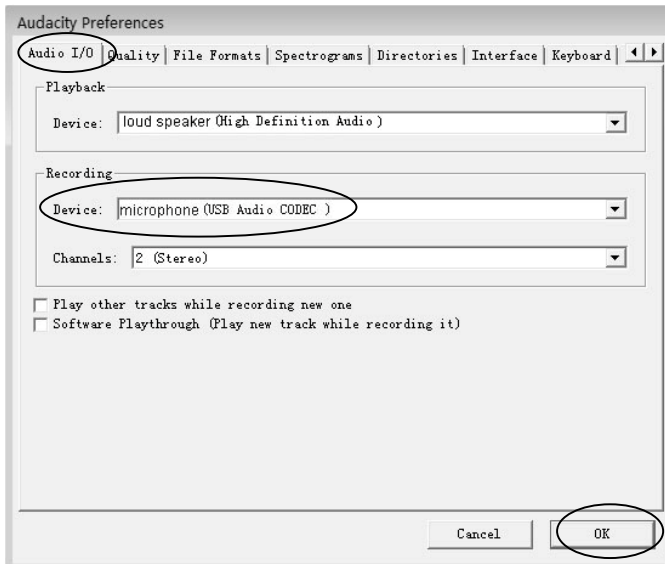 Audacity Preferences
Audio I/O Quality File Formats Spectrograms Directories Interface Keyboard
Playback
Device: loud speaker (High Definition Audio )
Recording
Device: microphone (USB Audio CODEC )
Channels: 2 (Stereo)
Play other tracks while recording new one
Software Playthrough (Play new track while recording it)
Cancel OK